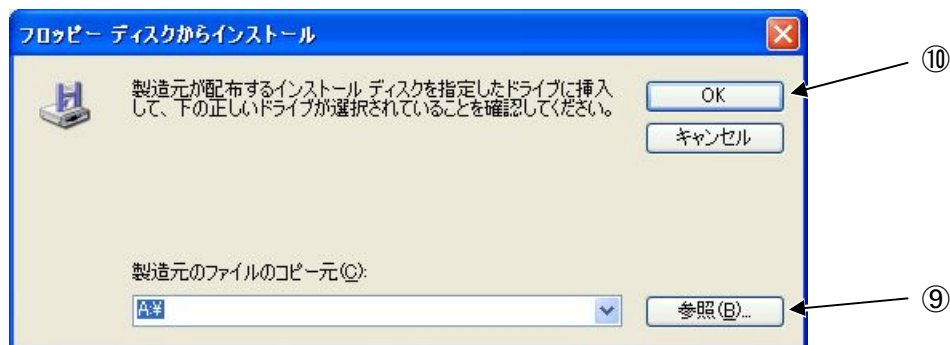 フロッピー ディスクからインストール
製造元が配布するインストール ディスクを指定したドライブに挿入
して、下の正しいドライブが選択されていることを確認してください。
OK
⑩
キャンセル
製造元のファイルのコピー元(C):
A:¥
参照(B)...
⑨